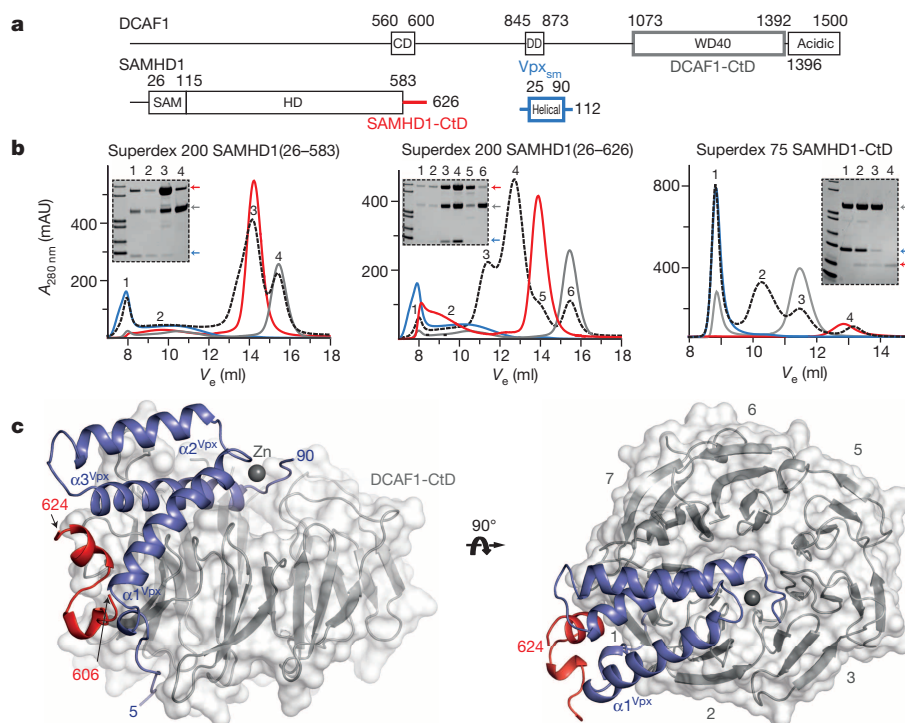 a
DCAF1
560 600
845 873
1073
1392 1500
CD
DD
WD40
Acidic
DCAF1-CtD
1396
SAMHD1
26 115
583
SAM
HD
626
SAMHD1-CtD
Vpxsm
25 90
Helical
112
b
Superdex 200 SAMHD1(26–583)
Superdex 200 SAMHD1(26–626)
Superdex 75 SAMHD1-CtD
A280 nm (mAU)
400
200
1 2 3 4
1
2
3
4
8 10 12 14 16 18
Ve (ml)
400
200
1 2 3 4 5 6
1
2
3
4
5
6
8 10 12 14 16 18
Ve (ml)
800
400
0
1 2 3 4
1
2
3
4
8 10 12 14
Ve (ml)
c
α2Vpx
Zn
90
α3Vpx
DCAF1-CtD
624
α1Vpx
606
5
90°
6
5
7
1
624
α1Vpx
2
3